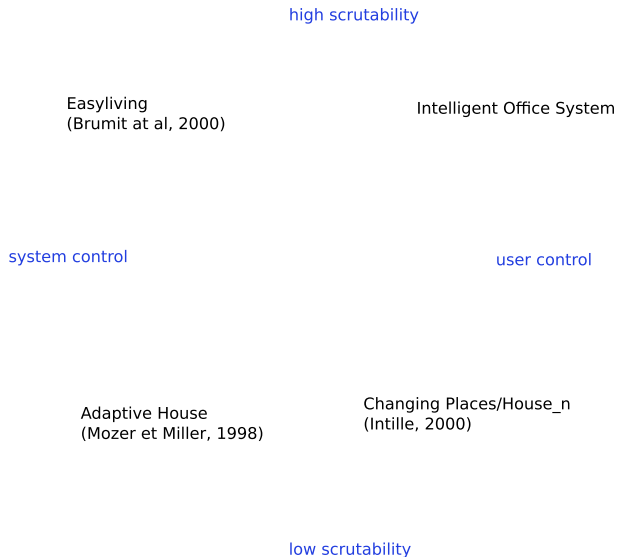 high scrutability
Easyliving
(Brumit at al, 2000)
Intelligent Office System
system control
user control
Adaptive House
(Mozer et Miller, 1998)
Changing Places/House_n
(Intille, 2000)
low scrutability